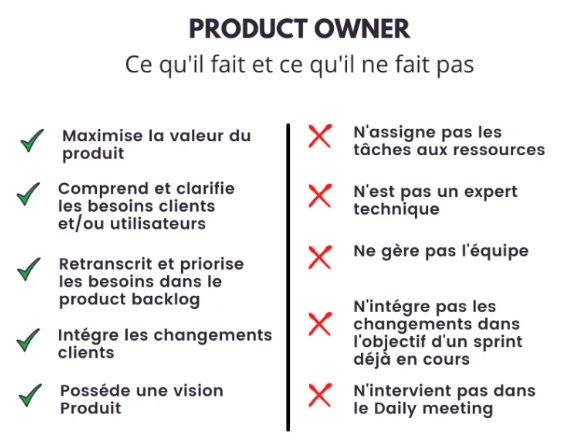 PRODUCT OWNER
Ce qu'il fait et ce qu'il ne fait pas
Maximise la valeur du
produit
Comprend et clarifie
les besoins clients
et/ou utilisateurs
Retranscrit et priorise
les besoins dans le
product backlog
Intégre les changements
clients
Posséde une vision
Produit
N'assigne pas les
tâches aux ressources
N'est pas un expert
technique
Ne gère pas l'équipe
N'intégre pas les
changements dans
l'objectif d'un sprint
déjà en cours
N'intervient pas dans
le Daily meeting